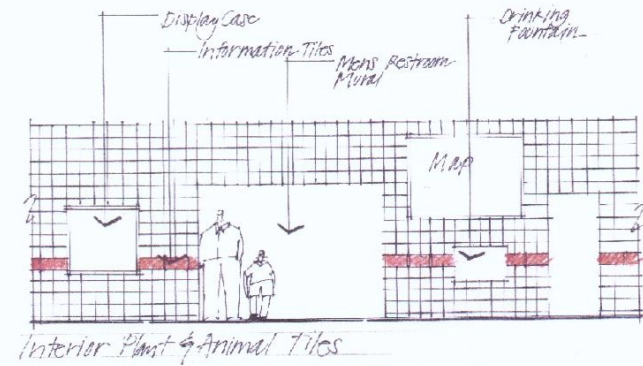 Display Case
Information Tiles
Mens Restroom
Mural
Drinking
Fountain
Map
Interior Plant & Animal Tiles